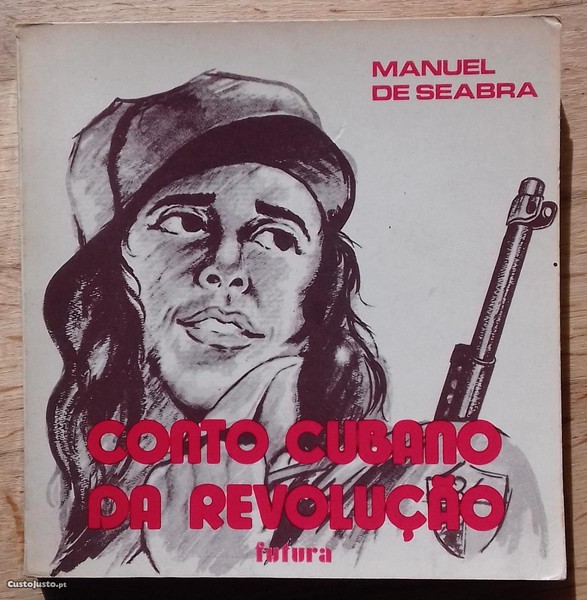 MANUEL
DE SEABRA
CONTO CUBANO
DA REVOLUÇÃO
futura
CustoJusto.pt